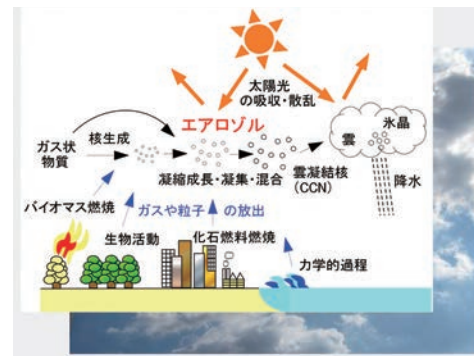 太陽光
の吸収・散乱
エアロゾル
ガス状
物質
核生成
雲
氷晶
凝縮成長・凝集・混合
雲凝結核
(CCN)
降水
バイオマス燃焼
ガスや粒子 の放出
生物活動
化石燃料燃焼
力学的過程